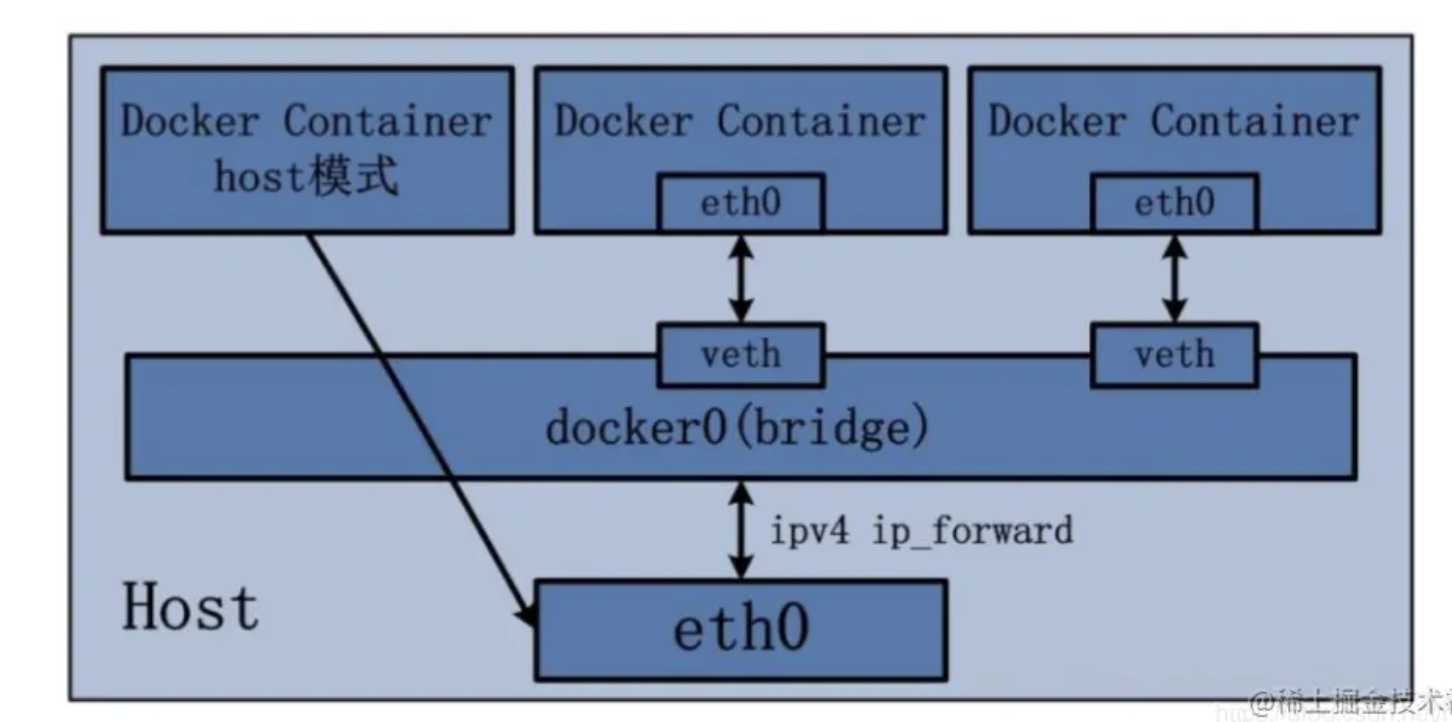 Docker Container
host模式
Docker Container
eth0
Docker Container
eth0
veth
veth
docker0(bridge)
ipv4 ip_forward
Host
eth0
@稀土掘金技术